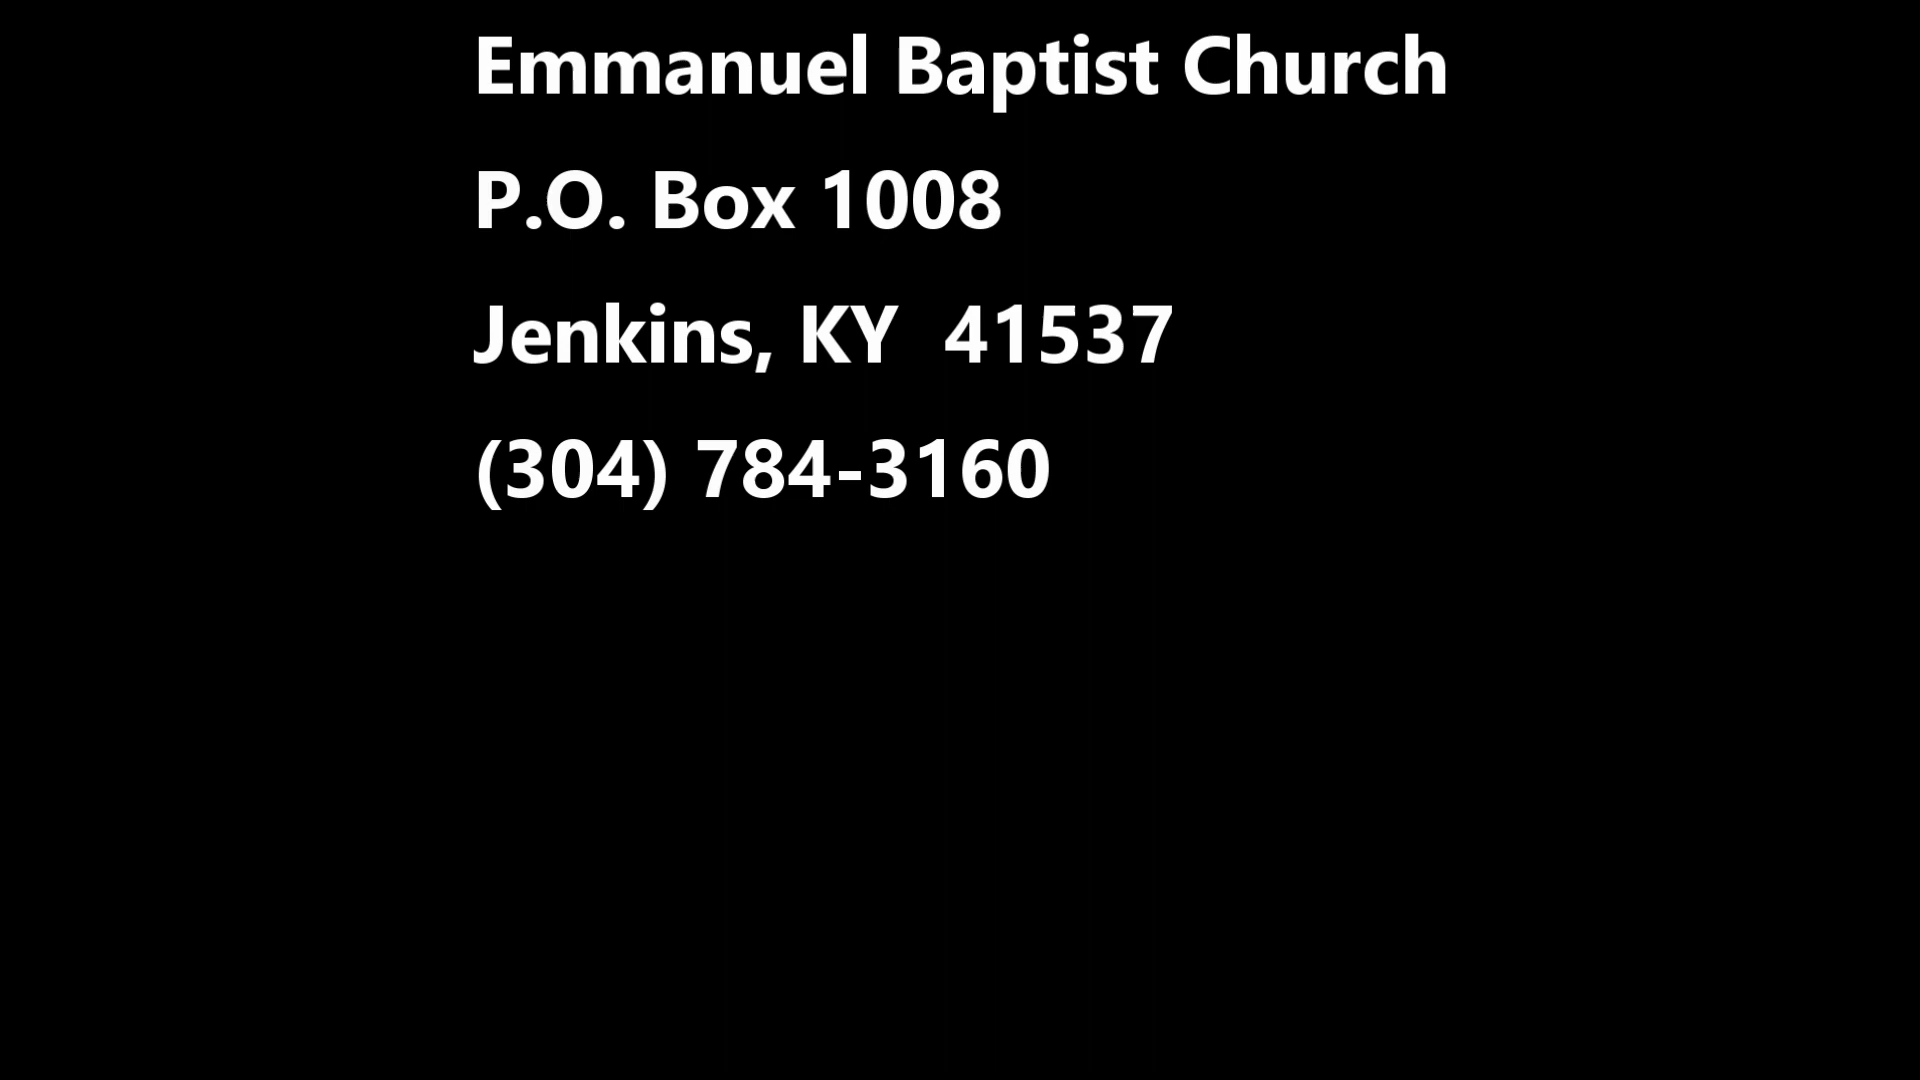 Emmanuel Baptist Church
P.O. Box 1008
Jenkins, KY  41537
(304) 784-3160